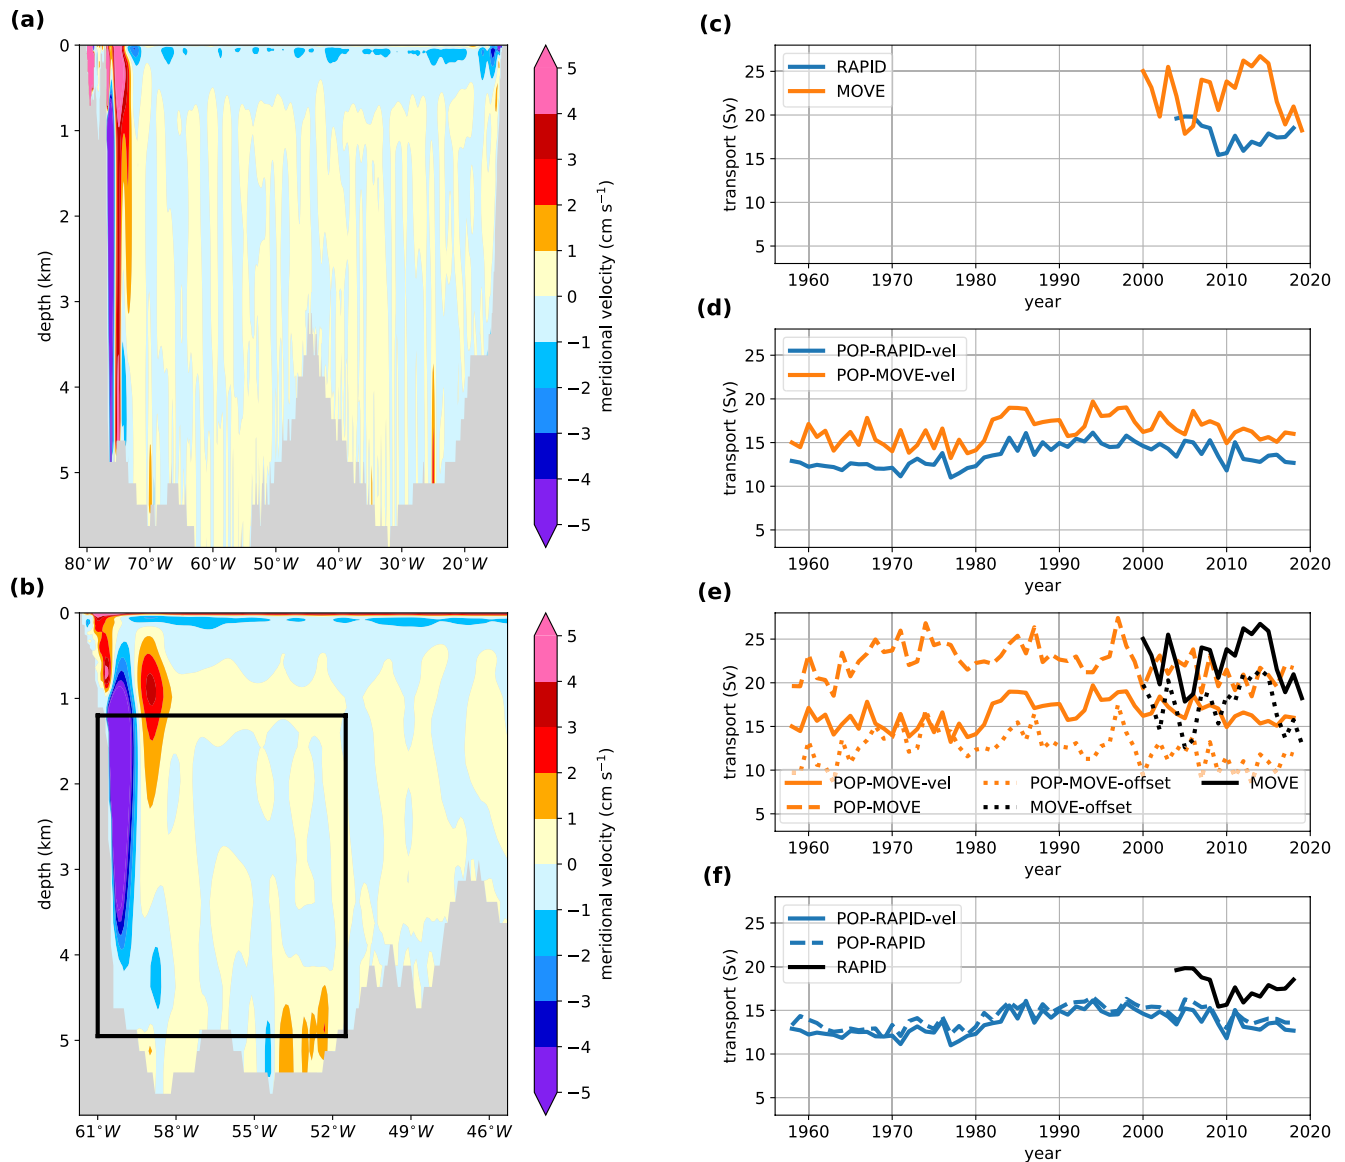 (a)
0
1
2
3
4
5
depth (km)
80°W 70°W 60°W 50°W 40°W 30°W 20°W
5
4
3
2
1
0
−1
−2
−3
−4
−5
meridional velocity (cm s⁻¹)
(b)
0
1
2
3
4
5
depth (km)
61°W 58°W 55°W 52°W 49°W 46°W
5
4
3
2
1
0
−1
−2
−3
−4
−5
meridional velocity (cm s⁻¹)
(c)
RAPID
MOVE
25
20
15
10
5
transport (Sv)
1960 1970 1980 1990 2000 2010 2020
year
(d)
POP-RAPID-vel
POP-MOVE-vel
25
20
15
10
5
transport (Sv)
1960 1970 1980 1990 2000 2010 2020
year
(e)
25
20
15
10
5
transport (Sv)
POP-MOVE-vel POP-MOVE-offset MOVE
POP-MOVE MOVE-offset
1960 1970 1980 1990 2000 2010 2020
year
(f)
POP-RAPID-vel
POP-RAPID
RAPID
25
20
15
10
5
transport (Sv)
1960 1970 1980 1990 2000 2010 2020
year